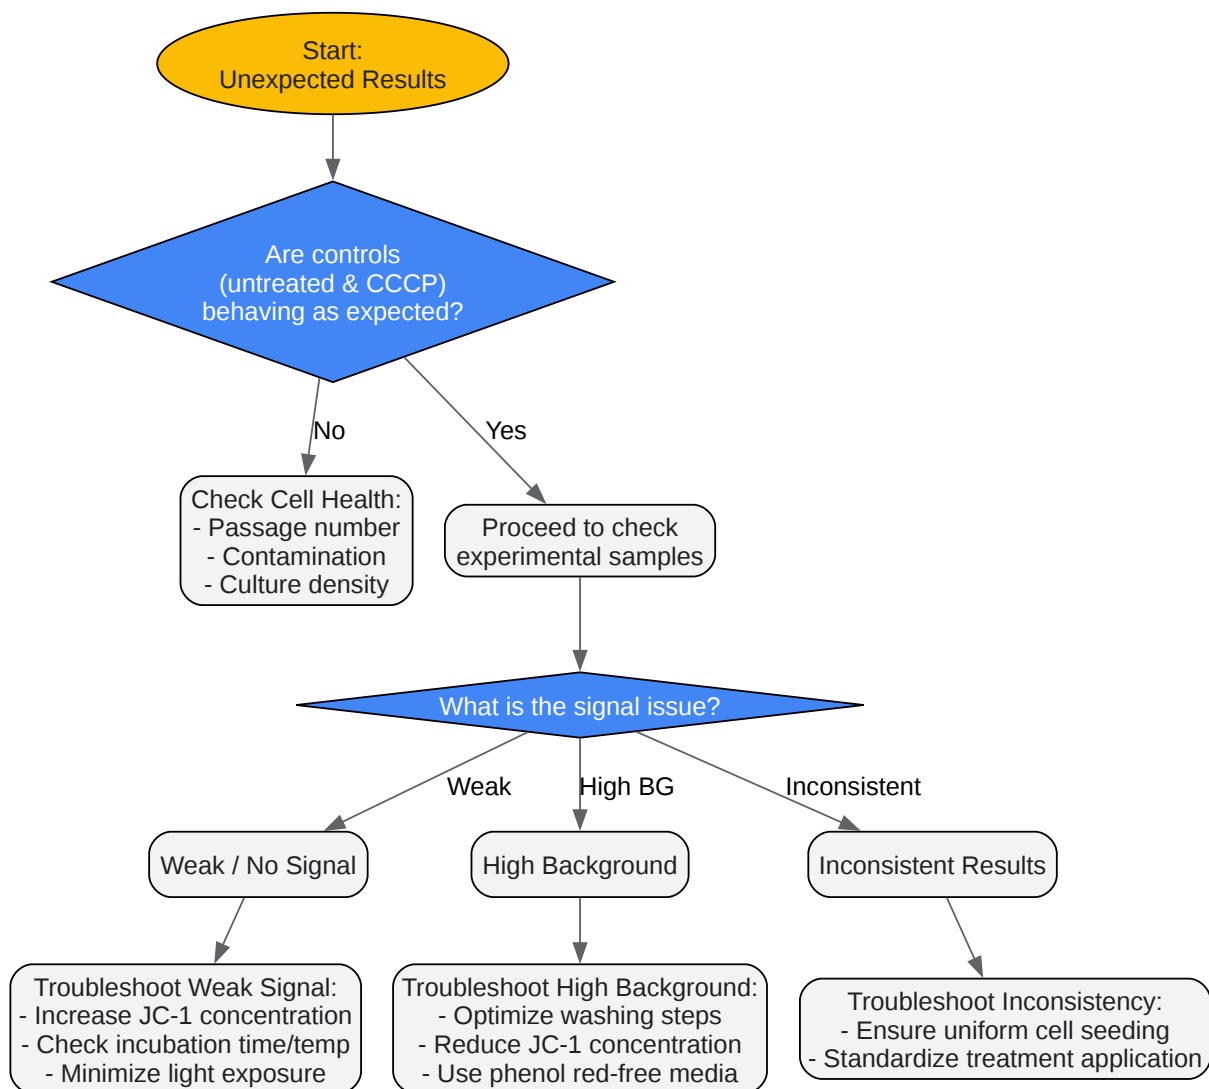 Start:
Unexpected Results
Are controls
(untreated & CCCP)
behaving as expected?
No
Yes
Check Cell Health:
- Passage number
- Contamination
- Culture density
Proceed to check
experimental samples
What is the signal issue?
Weak
High BG
Inconsistent
Weak / No Signal
High Background
Inconsistent Results
Troubleshoot Weak Signal:
- Increase JC-1 concentration
- Check incubation time/temp
- Minimize light exposure
Troubleshoot High Background:
- Optimize washing steps
- Reduce JC-1 concentration
- Use phenol red-free media
Troubleshoot Inconsistency:
- Ensure uniform cell seeding
- Standardize treatment application